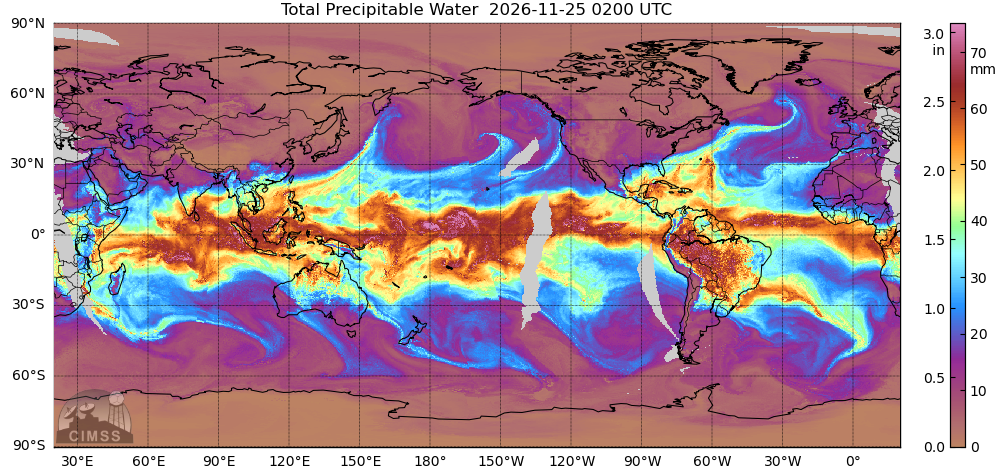 Total Precipitable Water 2026-11-25 0200 UTC
90°N
60°N
30°N
0°
30°S
60°S
90°S
30°E
60°E
90°E
120°E
150°E
180°
150°W
120°W
90°W
60°W
30°W
0°
CIMSS
3.0
in
2.5
2.0
1.5
1.0
0.5
0.0
70
mm
60
50
40
30
20
10
0